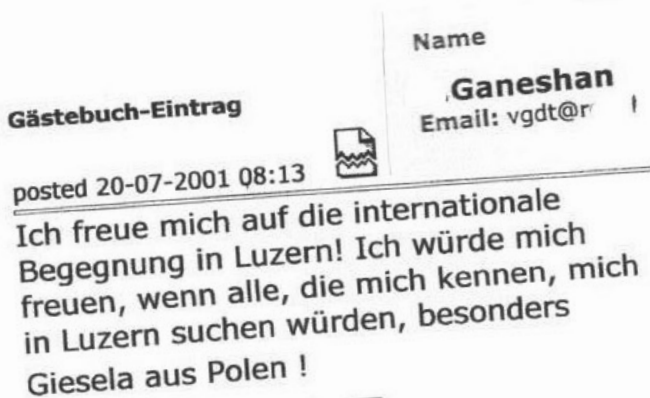 Name
Gästebuch-Eintrag
Ganeshan
Email: vgdt@r
posted 20-07-2001 08:13
Ich freue mich auf die internationale
Begegnung in Luzern! Ich würde mich
freuen, wenn alle, die mich kennen, mich
in Luzern suchen würden, besonders
Giesela aus Polen !